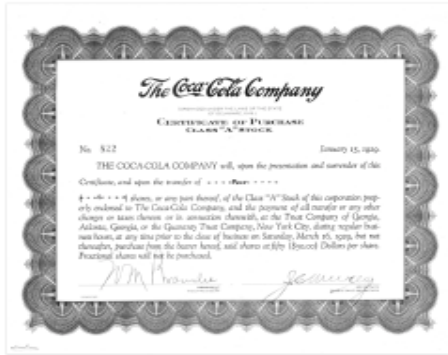 The Coca-Cola Company
CERTIFICATE OF PURCHASE
CLASS "A" STOCK
No. S22 January 15, 1929.
THE COCA-COLA COMPANY will, upon the presentation and surrender of this
Certificate, and upon the transfer of
shares, or any part thereof, of the Class "A" Stock of this corporation prop-
erly endorsed to The Coca-Cola Company, and the payment of all transfer or any other
charges or taxes thereon or in connection therewith, at the Trust Company of Georgia,
Atlanta, Georgia, or the Guaranty Trust Company, New York City, during regular busi-
ness hours, at any time prior to the close of business on Saturday, March 16, 1929, but not
thereafter, purchase from the bearer hereof, said shares at fifty ($50.00) Dollars per share.
Fractional shares will not be purchased.